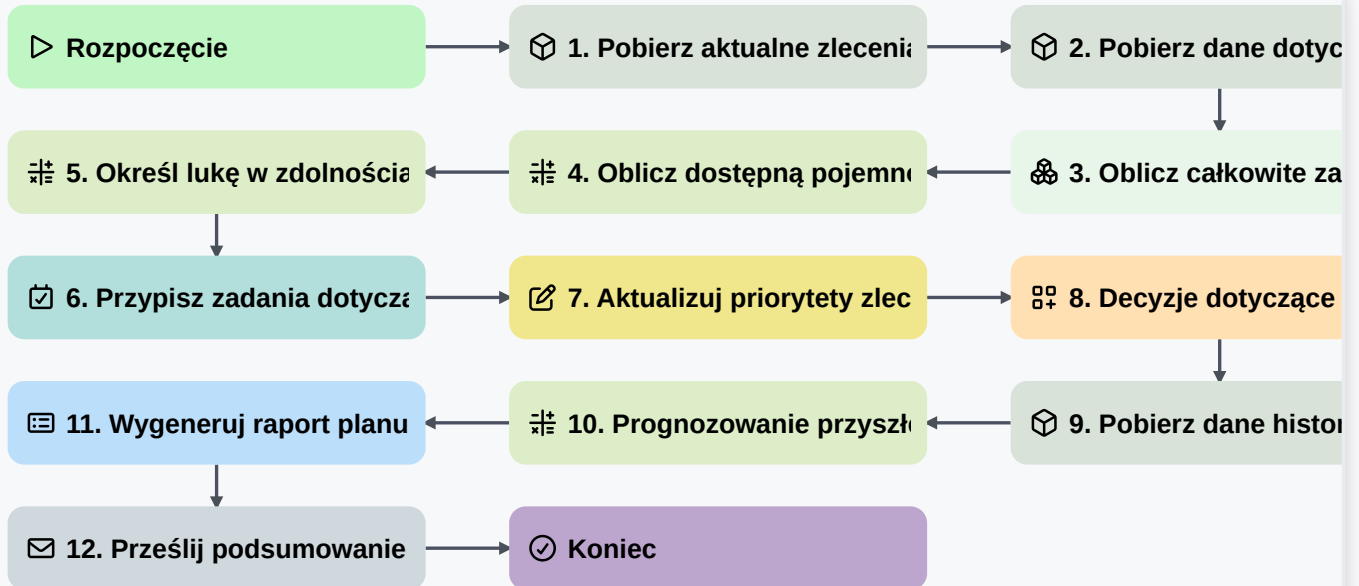 Rozpoczęcie
1. Pobierz aktualne zlecenia
2. Pobierz dane dotyc
5. Określ lukę w zdolnościa
4. Oblicz dostępną pojemno
3. Oblicz całkowite za
6. Przypisz zadania dotycza
7. Aktualizuj priorytety zlec
8. Decyzje dotyczące
11. Wygeneruj raport planu
10. Prognozowanie przyszł
9. Pobierz dane histor
12. Prześlij podsumowanie
Koniec